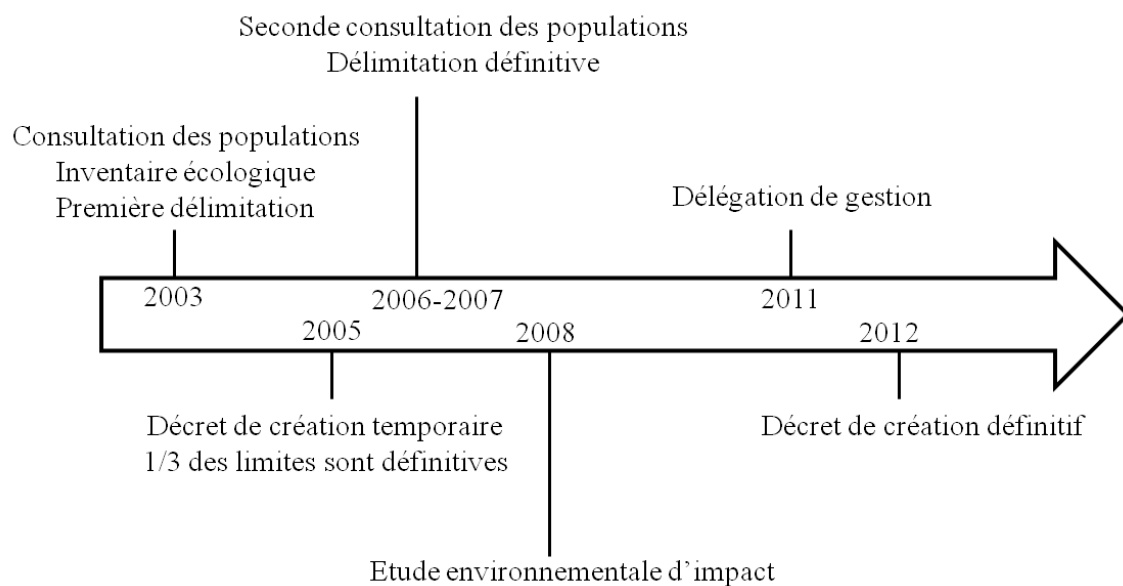 Seconde consultation des populations
Délimitation définitive
Consultation des populations
Inventaire écologique
Première délimitation
Délégation de gestion
2003
2006-2007
2011
2005
2008
2012
Décret de création temporaire
1/3 des limites sont définitives
Décret de création définitif
Etude environnementale d'impact